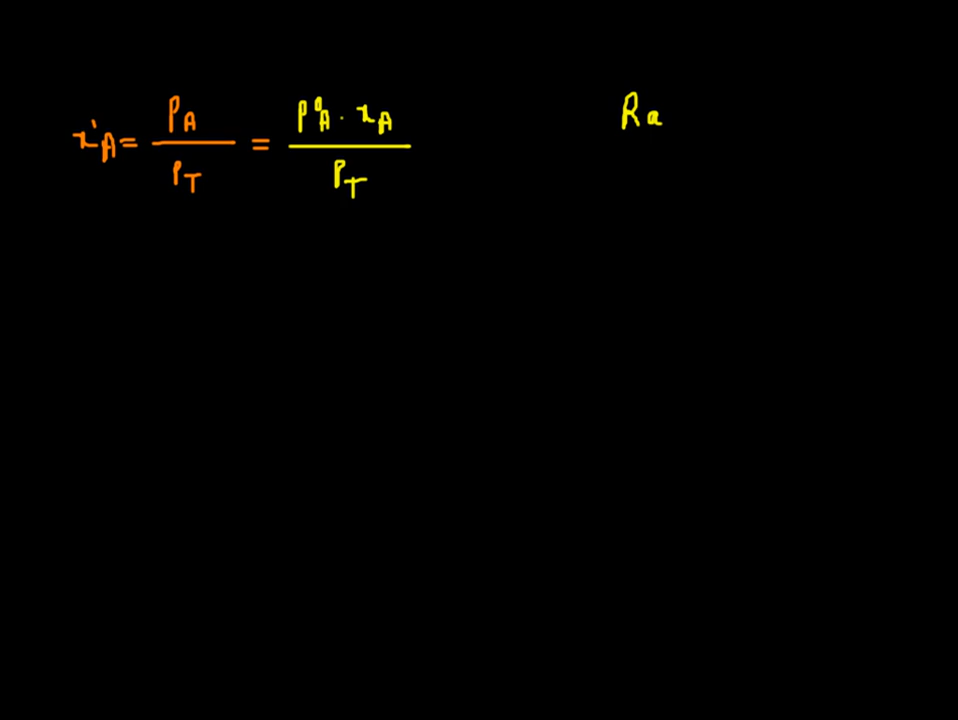 x'A = PA / PT = P°A · xA / PT
Ra